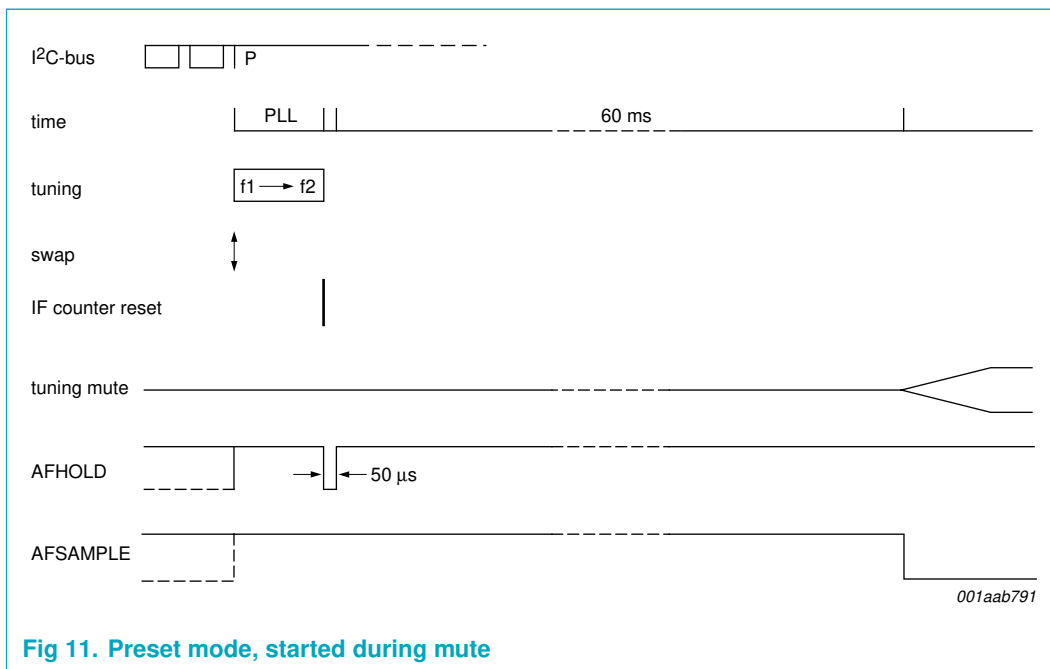 I²C-bus
P
time
PLL
60 ms
tuning
f1 → f2
swap
IF counter reset
tuning mute
AFHOLD
50 μs
AFSAMPLE
001aab791
Fig 11. Preset mode, started during mute